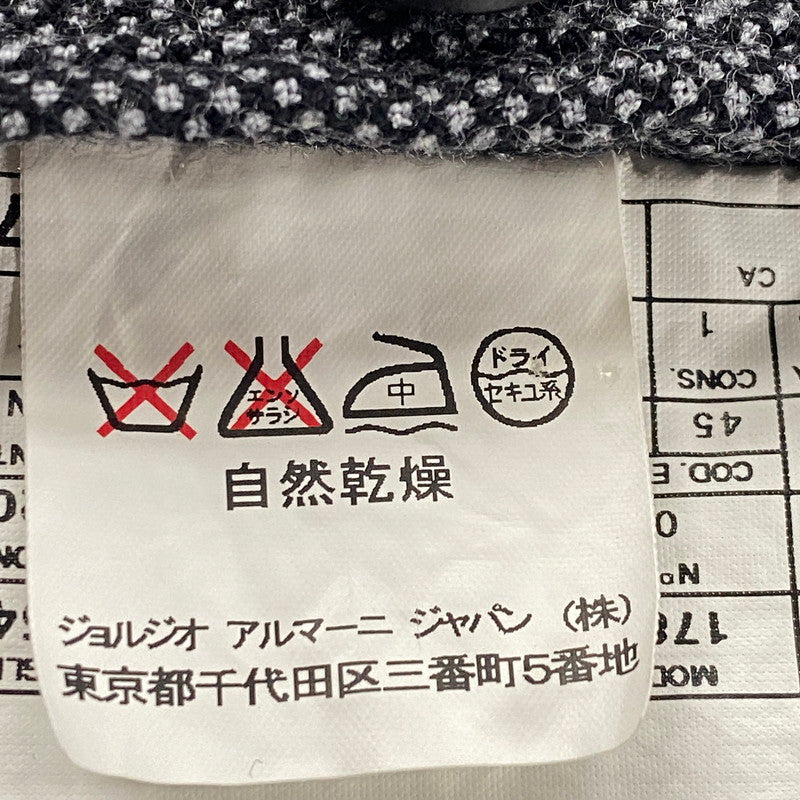 エンソ
サラシ
中
ドライ
セキユ系
自然乾燥
ジョルジオ アルマーニ ジャパン (株)
東京都千代田区三番町5番地
CA
1
CONS.
45
COD. E
0
Nº
178
MOD